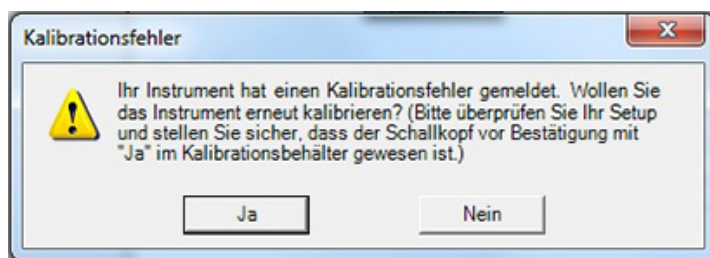 Kalibrationsfehler
Ihr Instrument hat einen Kalibrationsfehler gemeldet. Wollen Sie
das Instrument erneut kalibrieren? (Bitte überprüfen Sie Ihr Setup
und stellen Sie sicher, dass der Schallkopf vor Bestätigung mit
"Ja" im Kalibrationsbehälter gewesen ist.)
Ja
Nein